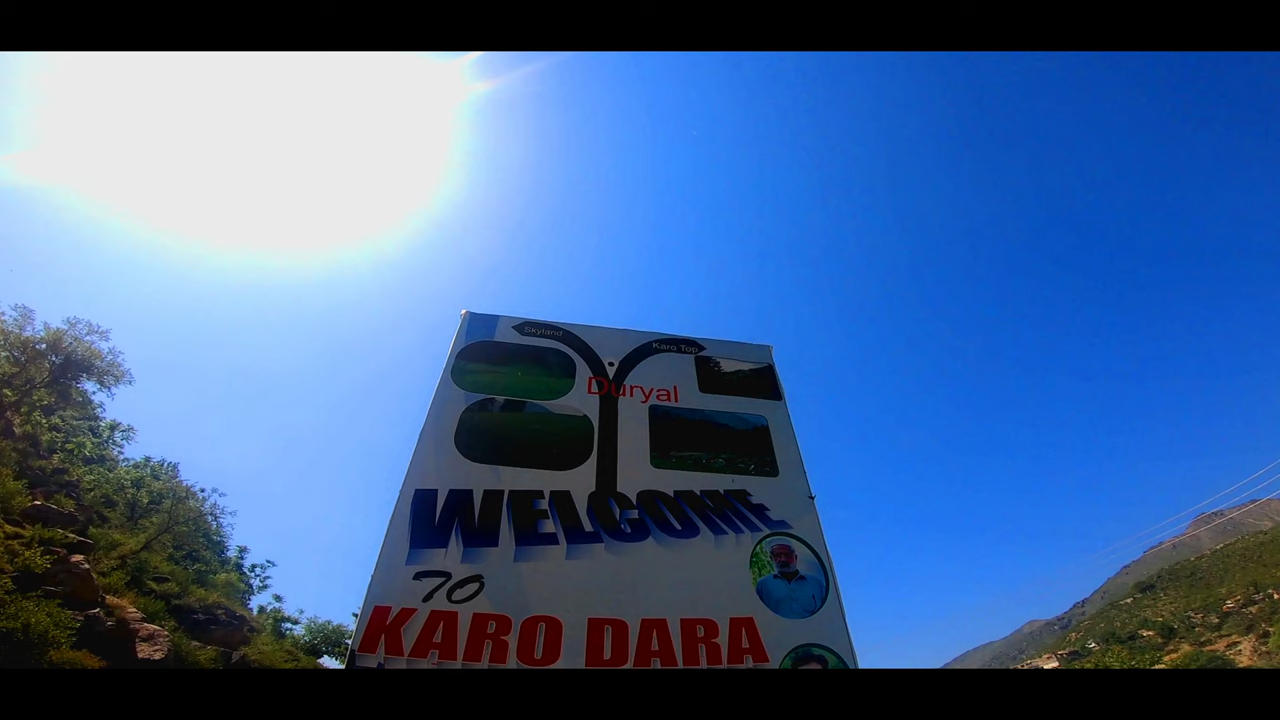 Skyland
Karo Top
Duryal
WELCOME
TO
KARO DARA